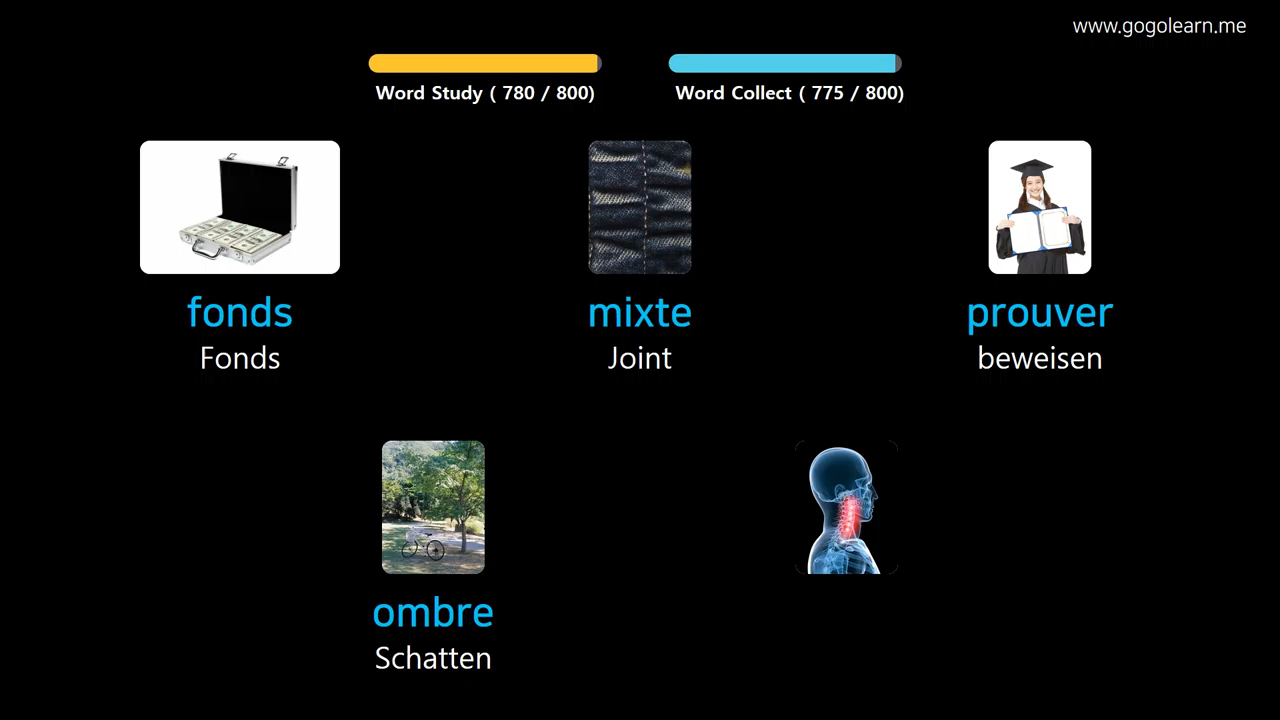 www.gogolearn.me
Word Study ( 780 / 800)
Word Collect ( 775 / 800)
fonds
mixte
prouver
Fonds
Joint
beweisen
ombre
Schatten